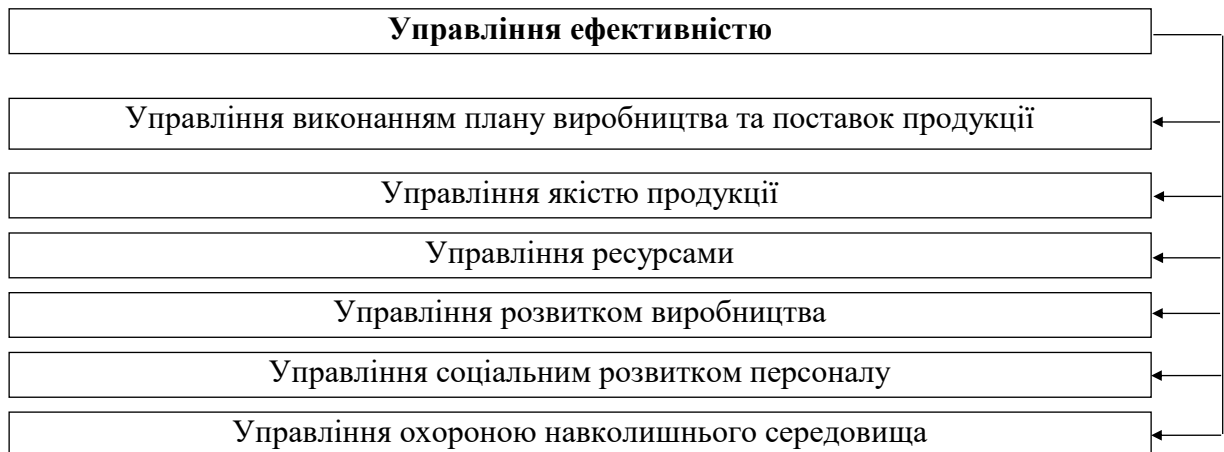 Управління ефективністю
Управління виконанням плану виробництва та поставок продукції
Управління якістю продукції
Управління ресурсами
Управління розвитком виробництва
Управління соціальним розвитком персоналу
Управління охороною навколишнього середовища